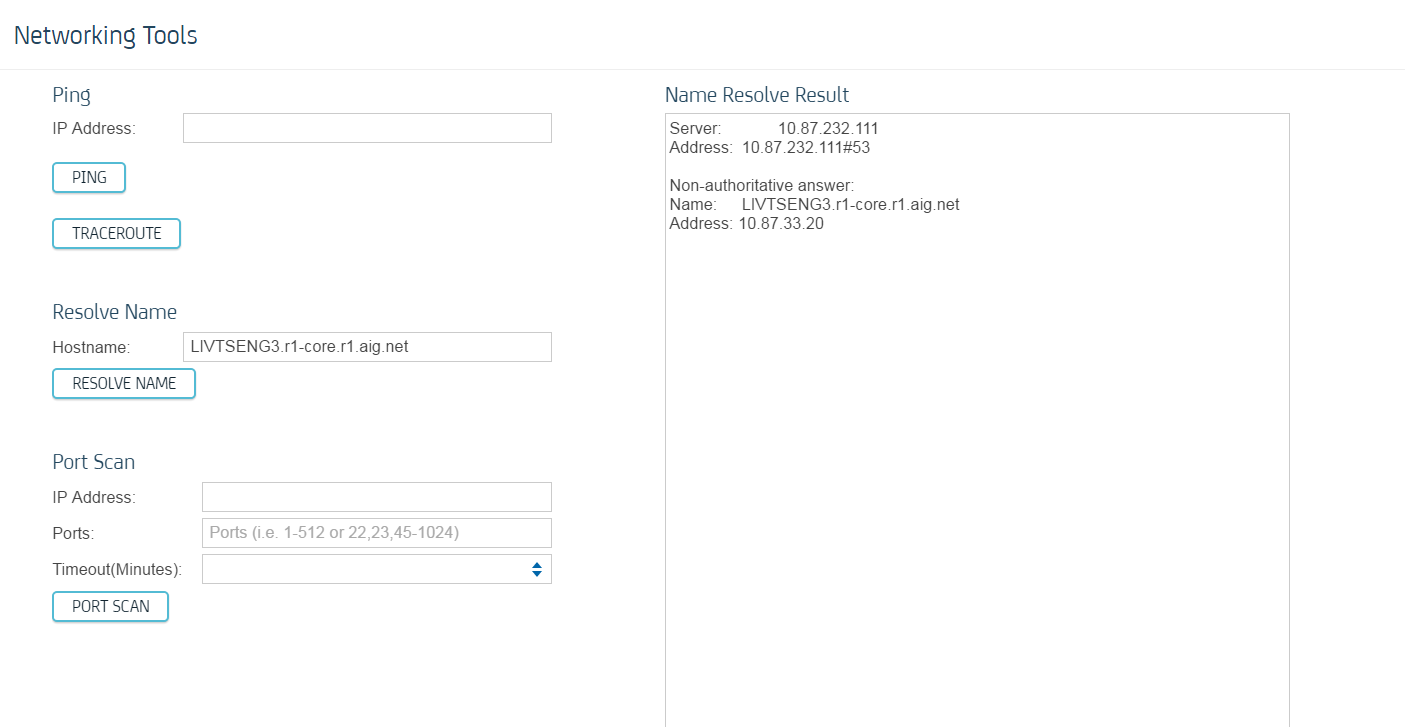 Networking Tools
Ping
IP Address:
PING
TRACEROUTE
Resolve Name
Hostname: LIVTSENG3.r1-core.r1.aig.net
RESOLVE NAME
Port Scan
IP Address:
Ports: Ports (i.e. 1-512 or 22,23,45-1024)
Timeout(Minutes):
PORT SCAN
Name Resolve Result
Server: 10.87.232.111
Address: 10.87.232.111#53
Non-authoritative answer:
Name: LIVTSENG3.r1-core.r1.aig.net
Address: 10.87.33.20